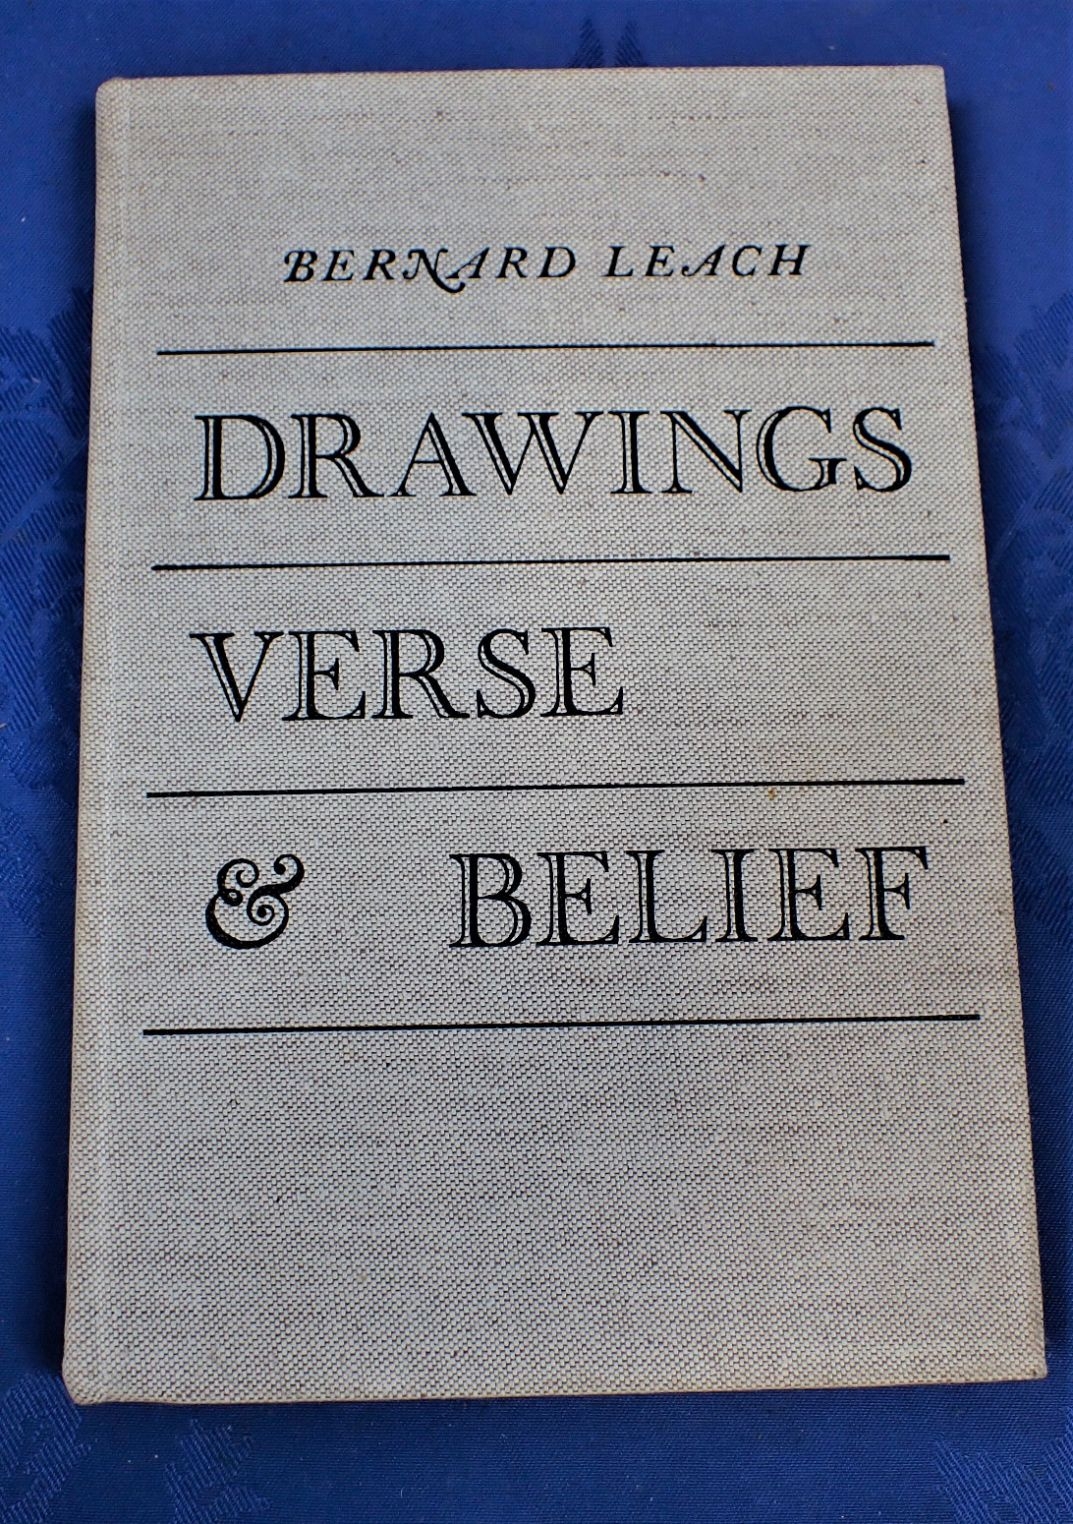 BERNARD LEACH
DRAWINGS
VERSE
& BELIEF